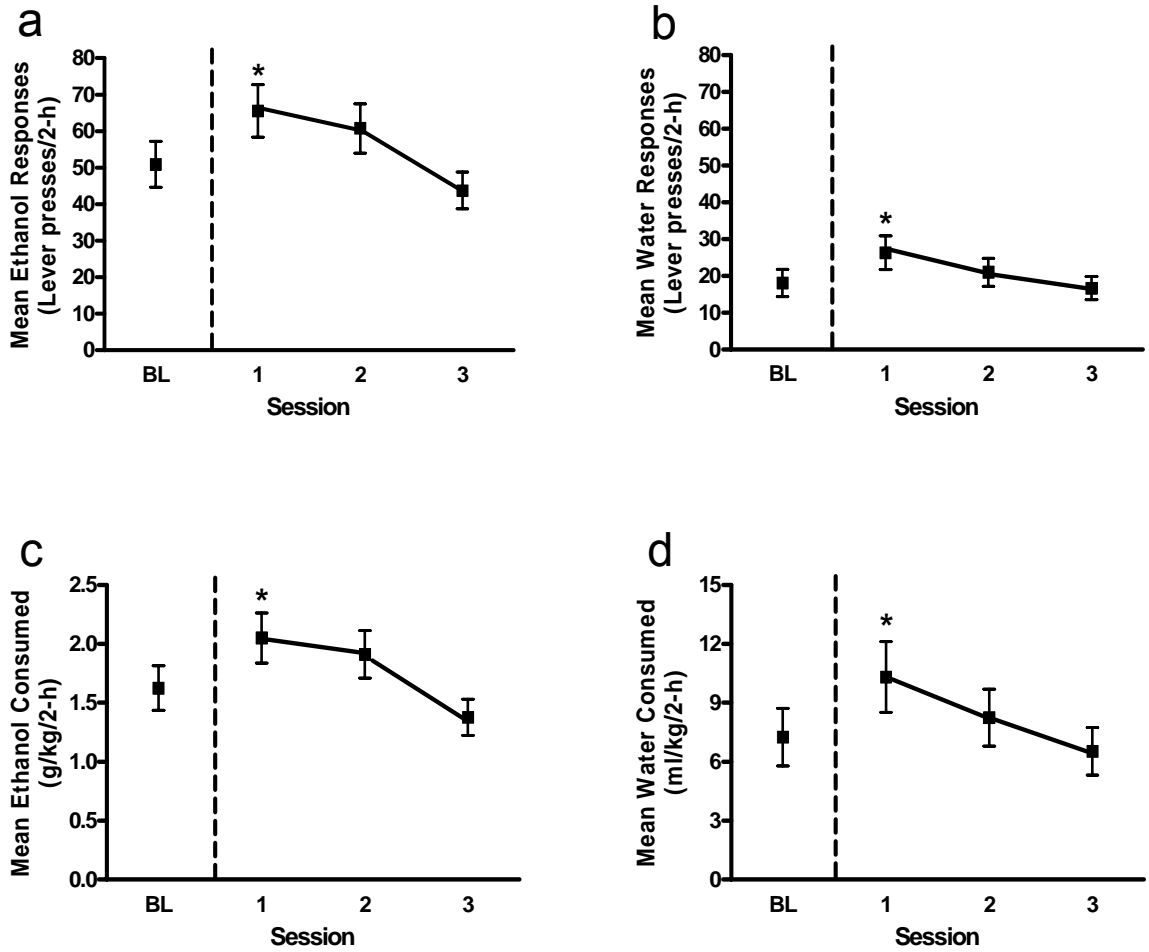 a
Mean Ethanol Responses
(Lever presses/2-h)
80
70
60
50
40
30
20
10
0
*
BL 1 2 3
Session
b
Mean Water Responses
(Lever presses/2-h)
80
70
60
50
40
30
20
10
0
*
BL 1 2 3
Session
c
Mean Ethanol Consumed
(g/kg/2-h)
2.5
2.0
1.5
1.0
0.5
0.0
*
BL 1 2 3
Session
d
Mean Water Consumed
(ml/kg/2-h)
15
12
9
6
3
0
*
BL 1 2 3
Session